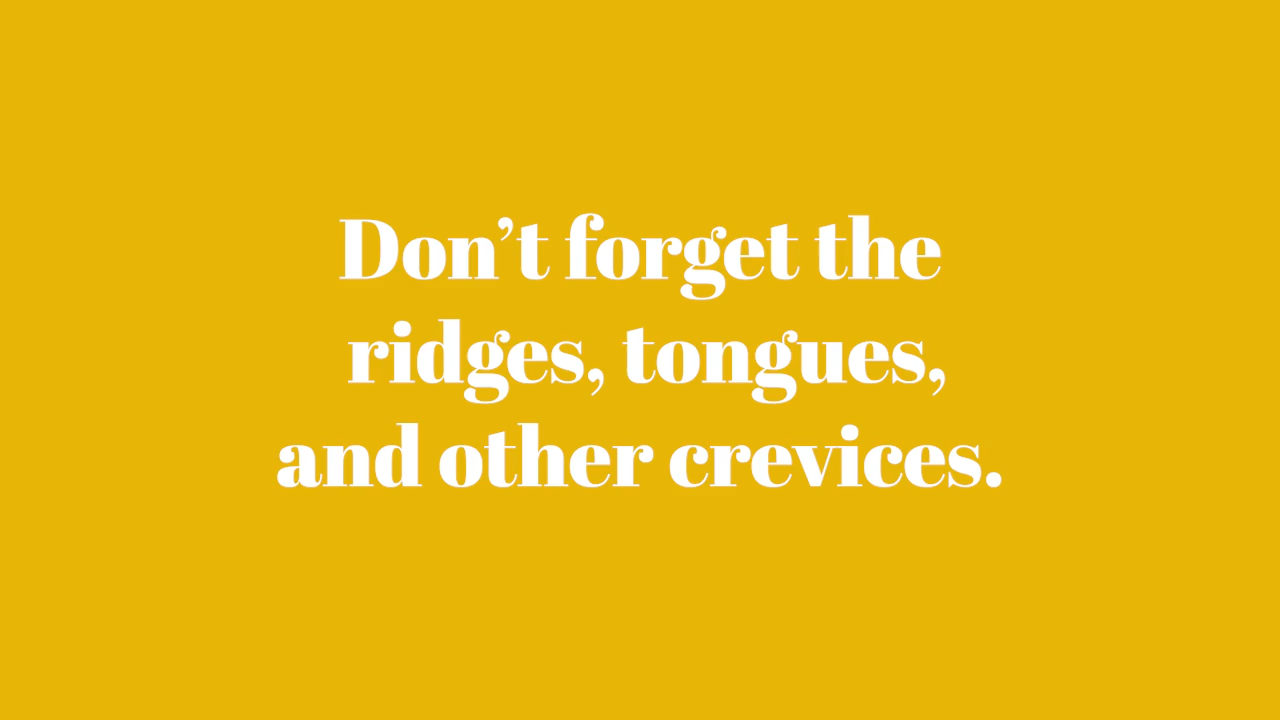 Don’t forget the
ridges, tongues,
and other crevices.